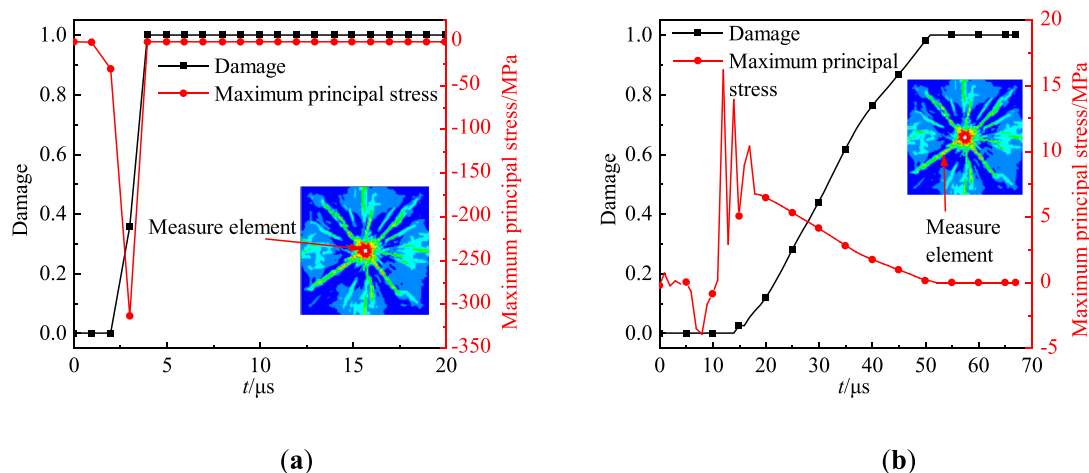 1.0
0.8
0.6
0.4
0.2
0.0
Damage
Damage
Maximum principal stress
Measure element
0
-50
-100
-150
-200
-250
-300
-350
Maximum principal stress/MPa
0 5 10 15 20
t/μs
(a)
1.0
0.8
0.6
0.4
0.2
0.0
Damage
Damage
Maximum principal
stress
Measure
element
20
15
10
5
0
-5
Maximum principal stress/MPa
0 10 20 30 40 50 60 70
t/μs
(b)